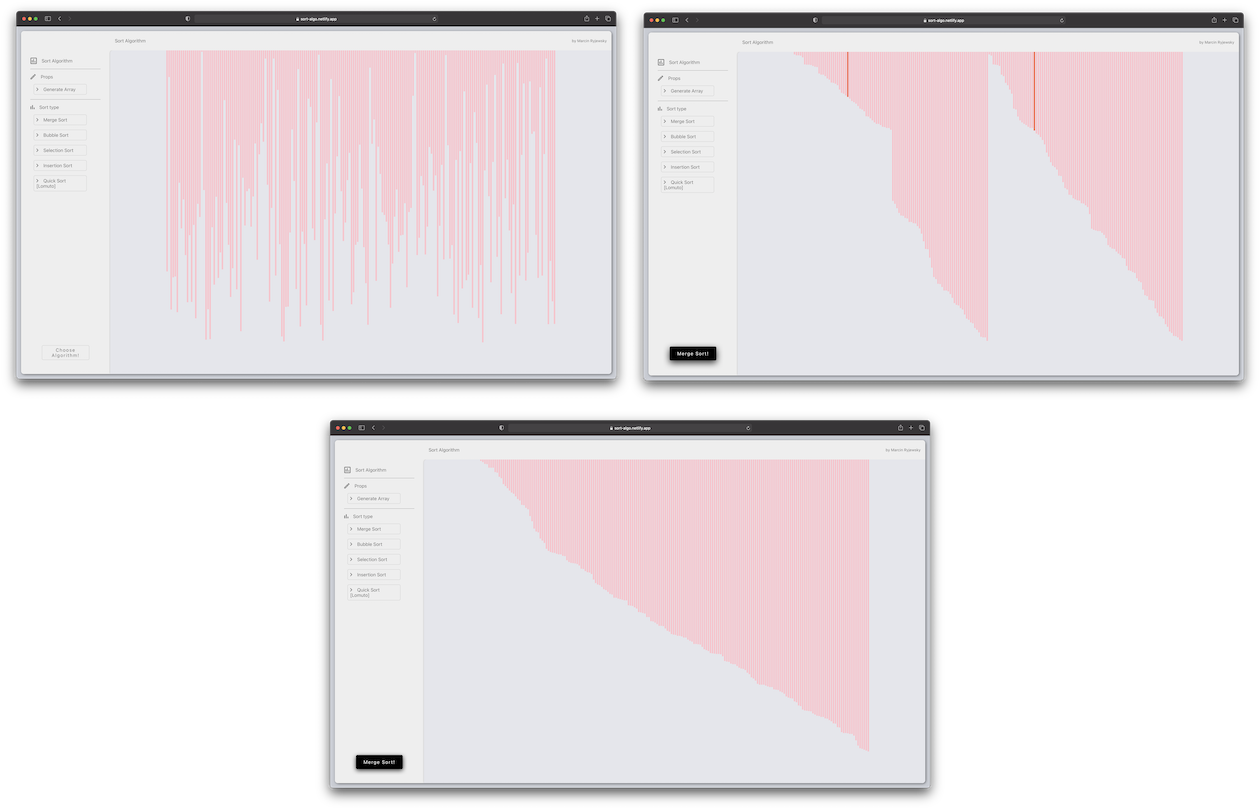 sort-algo.netlify.app
Sort Algorithm
by Marcin Ryjewsky
Sort Algorithm
Props
Generate Array
Sort type
Merge Sort
Bubble Sort
Selection Sort
Insertion Sort
Quick Sort
[Lomuto]
Choose
Algorithm!
sort-algo.netlify.app
Sort Algorithm
by Marcin Ryjewsky
Sort Algorithm
Props
Generate Array
Sort type
Merge Sort
Bubble Sort
Selection Sort
Insertion Sort
Quick Sort
[Lomuto]
Merge Sort!
sort-algo.netlify.app
Sort Algorithm
by Marcin Ryjewsky
Sort Algorithm
Props
Generate Array
Sort type
Merge Sort
Bubble Sort
Selection Sort
Insertion Sort
Quick Sort
[Lomuto]
Merge Sort!